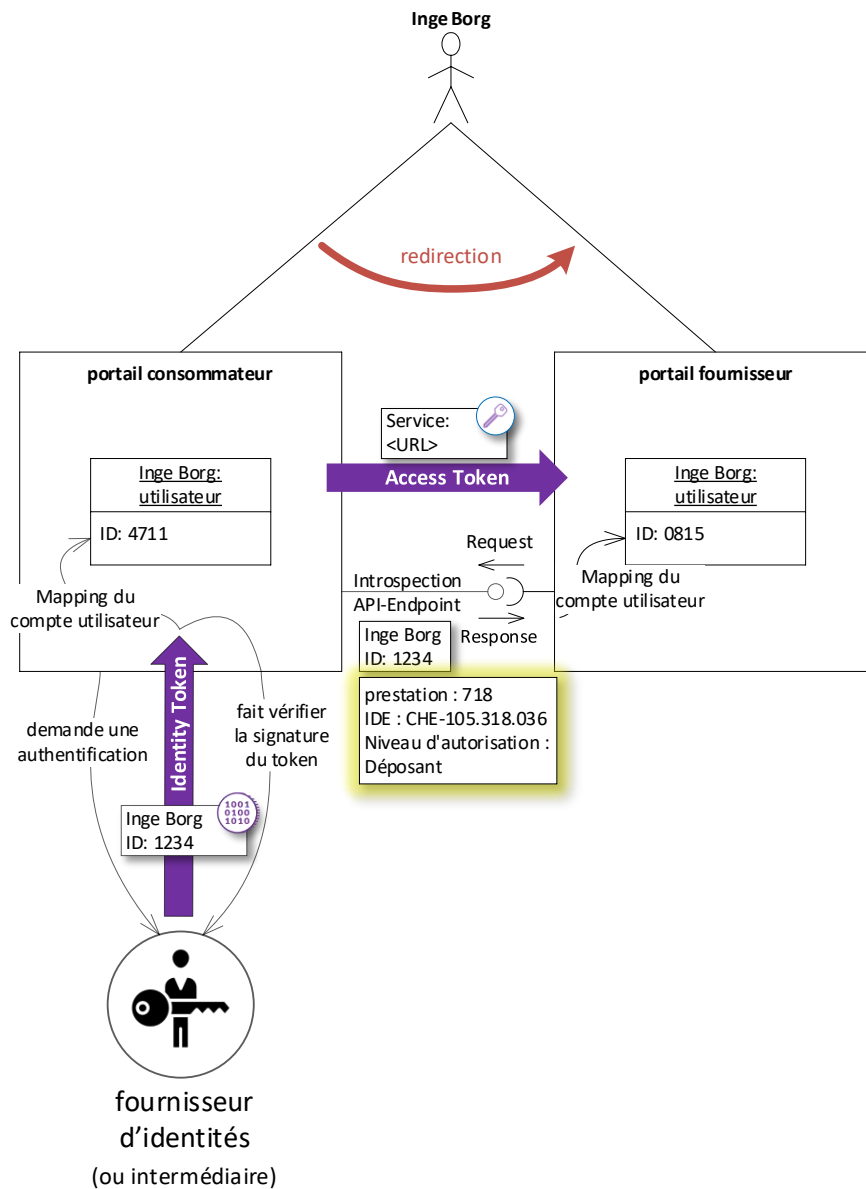 Inge Borg
redirection
portail consommateur
portail fournisseur
Service:
<URL>
Access Token
Inge Borg:
utilisateur
ID: 4711
Inge Borg:
utilisateur
ID: 0815
Request
Introspection
API-Endpoint
Response
Mapping du
compte utilisateur
Mapping du
compte utilisateur
Inge Borg
ID: 1234
prestation : 718
IDE : CHE-105.318.036
Niveau d'autorisation :
Déposant
demande une
authentification
Identity Token
fait vérifier
la signature
du token
1001
0100
1010
Inge Borg
ID: 1234
fournisseur
d’identités
(ou intermédiaire)